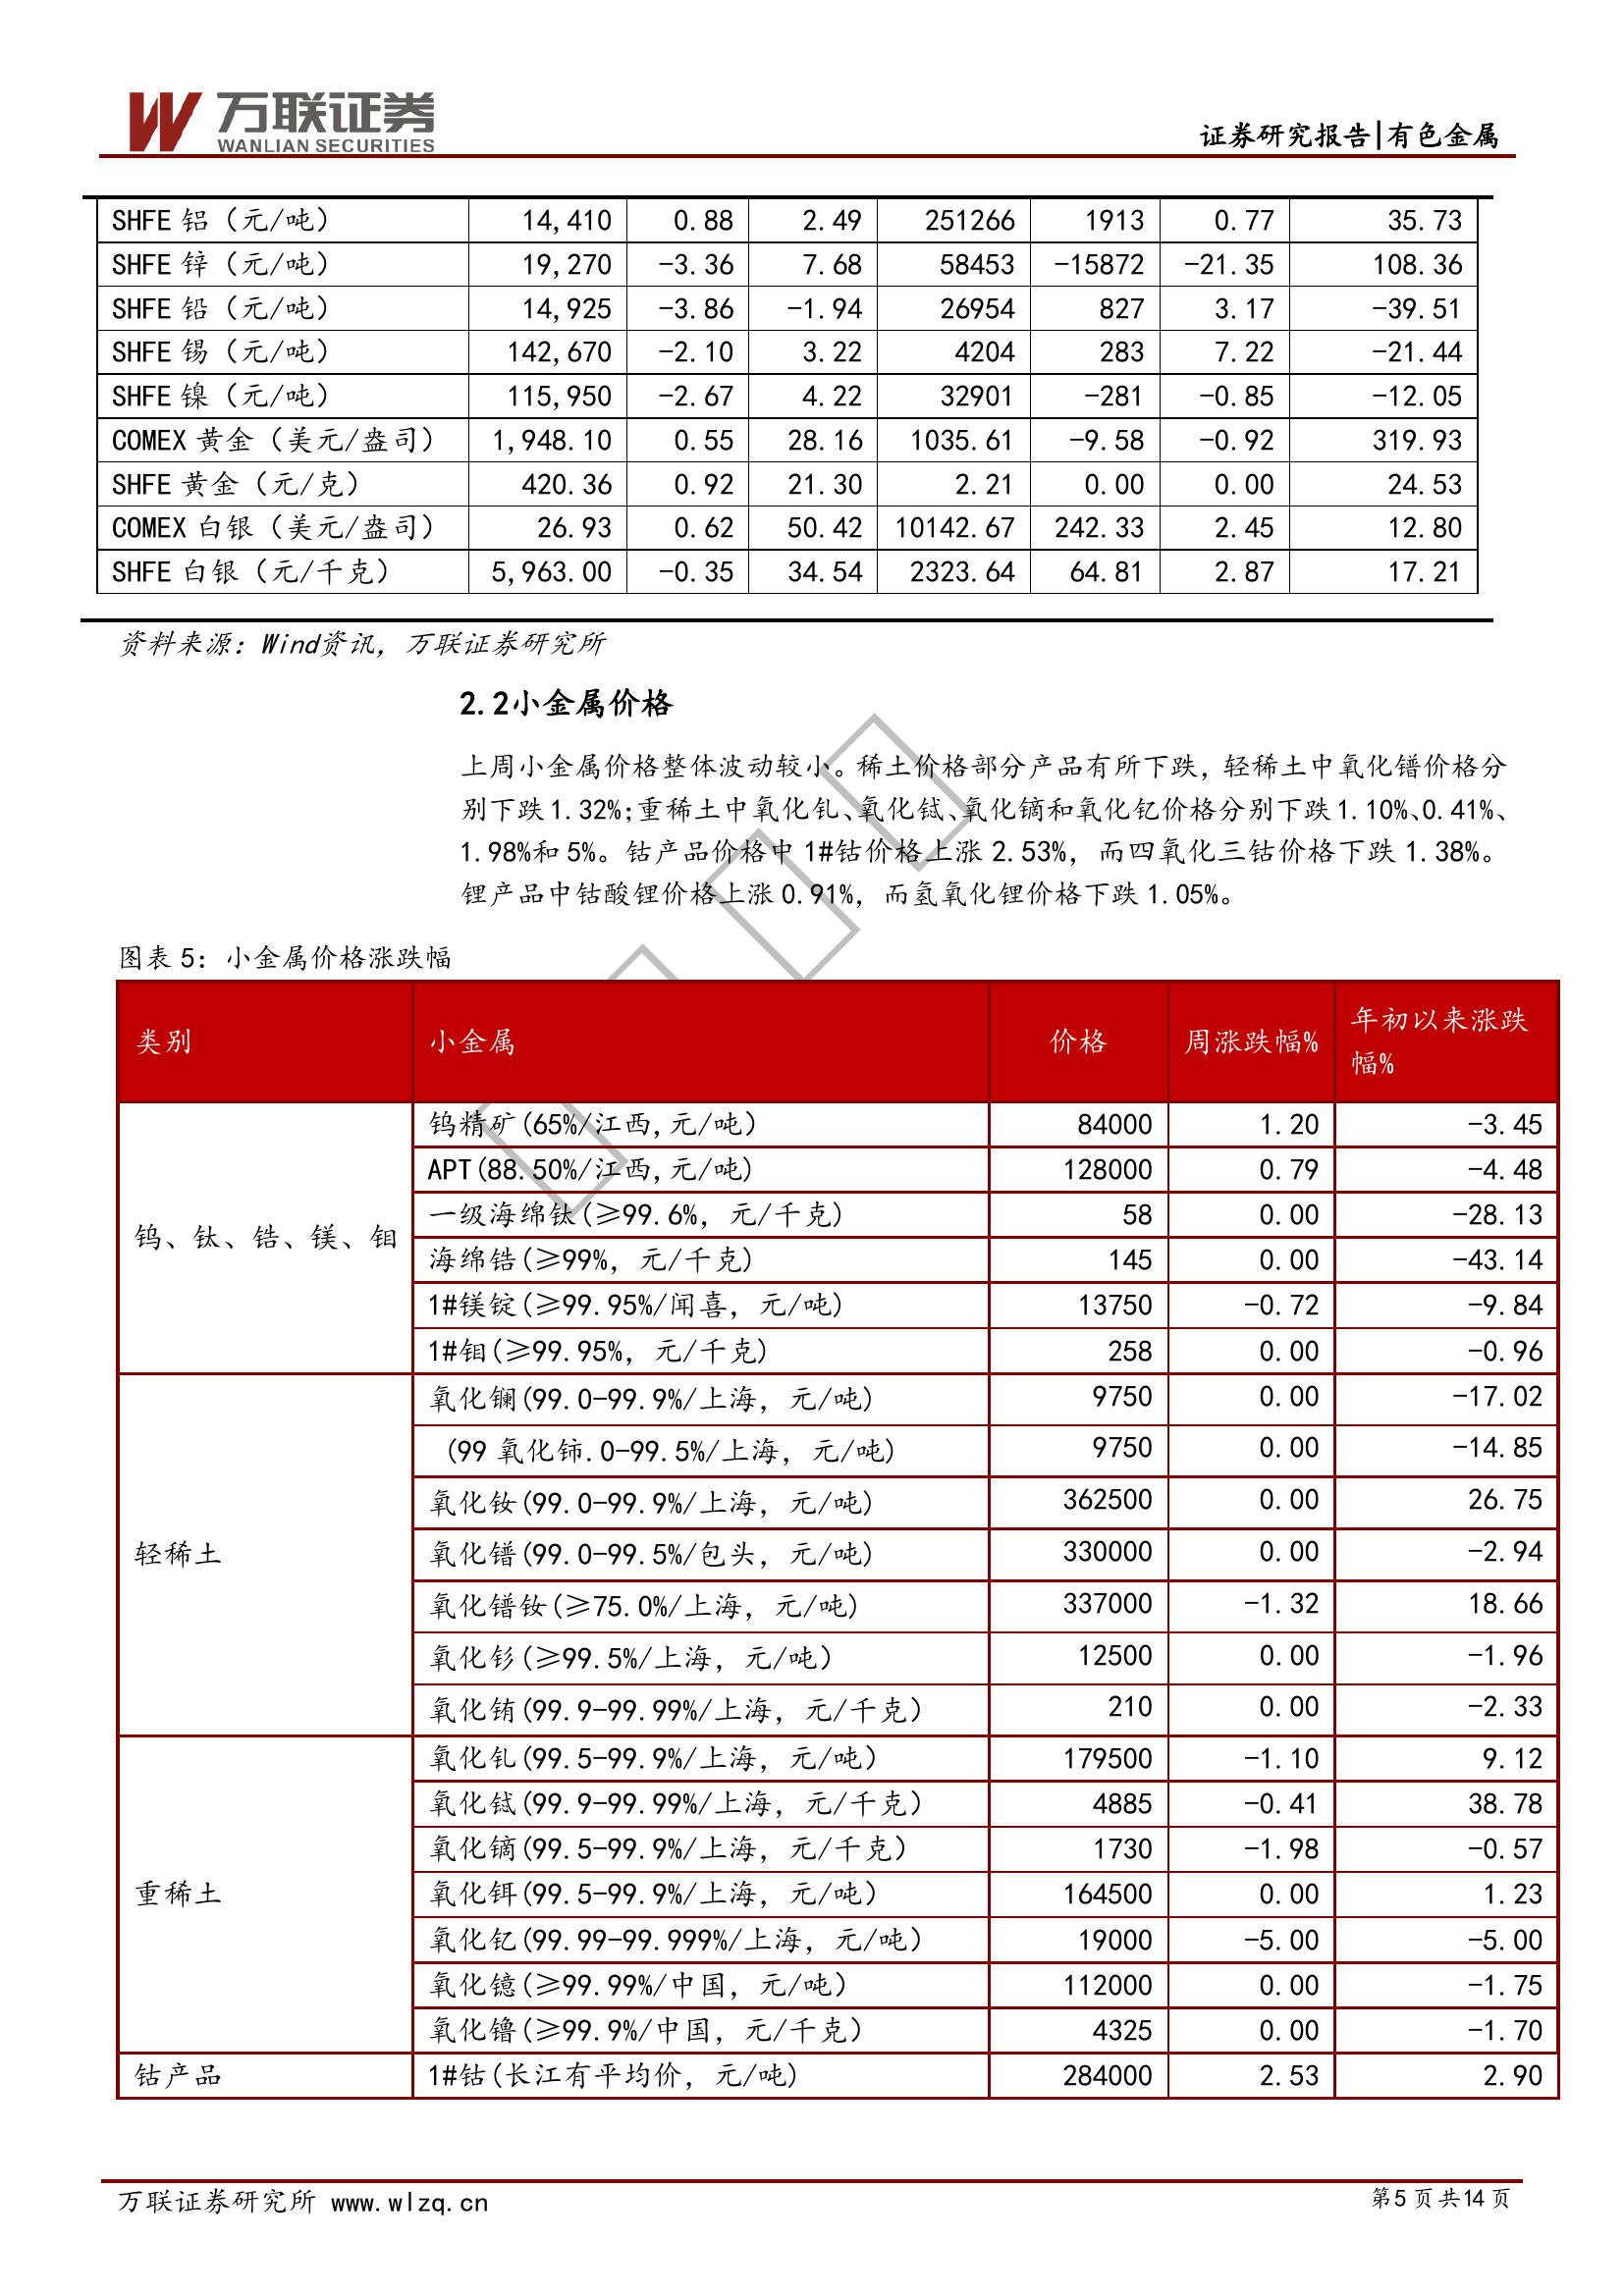 万联证券
WANLIAN SECURITIES
证券研究报告|有色金属
SHFE 铝（元/吨） 14,410 0.88 2.49 251266 1913 0.77 35.73
SHFE 锌（元/吨） 19,270 -3.36 7.68 58453 -15872 -21.35 108.36
SHFE 铅（元/吨） 14,925 -3.86 -1.94 26954 827 3.17 -39.51
SHFE 锡（元/吨） 142,670 -2.10 3.22 4204 283 7.22 -21.44
SHFE 镍（元/吨） 115,950 -2.67 4.22 32901 -281 -0.85 -12.05
COMEX 黄金（美元/盎司） 1,948.10 0.55 28.16 1035.61 -9.58 -0.92 319.93
SHFE 黄金（元/克） 420.36 0.92 21.30 2.21 0.00 0.00 24.53
COMEX 白银（美元/盎司） 26.93 0.62 50.42 10142.67 242.33 2.45 12.80
SHFE 白银（元/千克） 5,963.00 -0.35 34.54 2323.64 64.81 2.87 17.21
资料来源：Wind资讯，万联证券研究所
2.2小金属价格
上周小金属价格整体波动较小。稀土价格部分产品有所下跌，轻稀土中氧化镨价格分
别下跌1.32%；重稀土中氧化钆、氧化铽、氧化镝和氧化钇价格分别下跌1.10%、0.41%、
1.98%和5%。钴产品价格中1#钴价格上涨2.53%，而四氧化三钴价格下跌1.38%。
锂产品中钴酸锂价格上涨0.91%，而氢氧化锂价格下跌1.05%。
图表 5：小金属价格涨跌幅
类别 小金属 价格 周涨跌幅% 年初以来涨跌
幅%
钨、钛、锆、镁、钼
钨精矿(65%/江西,元/吨) 84000 1.20 -3.45
APT(88.50%/江西,元/吨) 128000 0.79 -4.48
一级海绵钛(≥99.6%，元/千克) 58 0.00 -28.13
海绵锆(≥99%，元/千克) 145 0.00 -43.14
1#镁锭(≥99.95%/闻喜，元/吨) 13750 -0.72 -9.84
1#钼(≥99.95%，元/千克) 258 0.00 -0.96
轻稀土
氧化镧(99.0-99.9%/上海，元/吨) 9750 0.00 -17.02
(99 氧化铈.0-99.5%/上海，元/吨) 9750 0.00 -14.85
氧化钕(99.0-99.9%/上海，元/吨) 362500 0.00 26.75
氧化镨(99.0-99.5%/包头，元/吨) 330000 0.00 -2.94
氧化镨钕(≥75.0%/上海，元/吨) 337000 -1.32 18.66
氧化钐(≥99.5%/上海，元/吨) 12500 0.00 -1.96
氧化铕(99.9-99.99%/上海，元/千克) 210 0.00 -2.33
重稀土
氧化钆(99.5-99.9%/上海，元/吨) 179500 -1.10 9.12
氧化铽(99.9-99.99%/上海，元/千克) 4885 -0.41 38.78
氧化镝(99.5-99.9%/上海，元/千克) 1730 -1.98 -0.57
氧化铒(99.5-99.9%/上海，元/吨) 164500 0.00 1.23
氧化钇(99.99-99.999%/上海，元/吨) 19000 -5.00 -5.00
氧化镱(≥99.99%/中国，元/吨) 112000 0.00 -1.75
氧化镥(≥99.9%/中国，元/千克) 4325 0.00 -1.70
钴产品 1#钴(长江有平均价，元/吨) 284000 2.53 2.90
万联证券研究所 www.wlzq.cn
第5 页共14 页